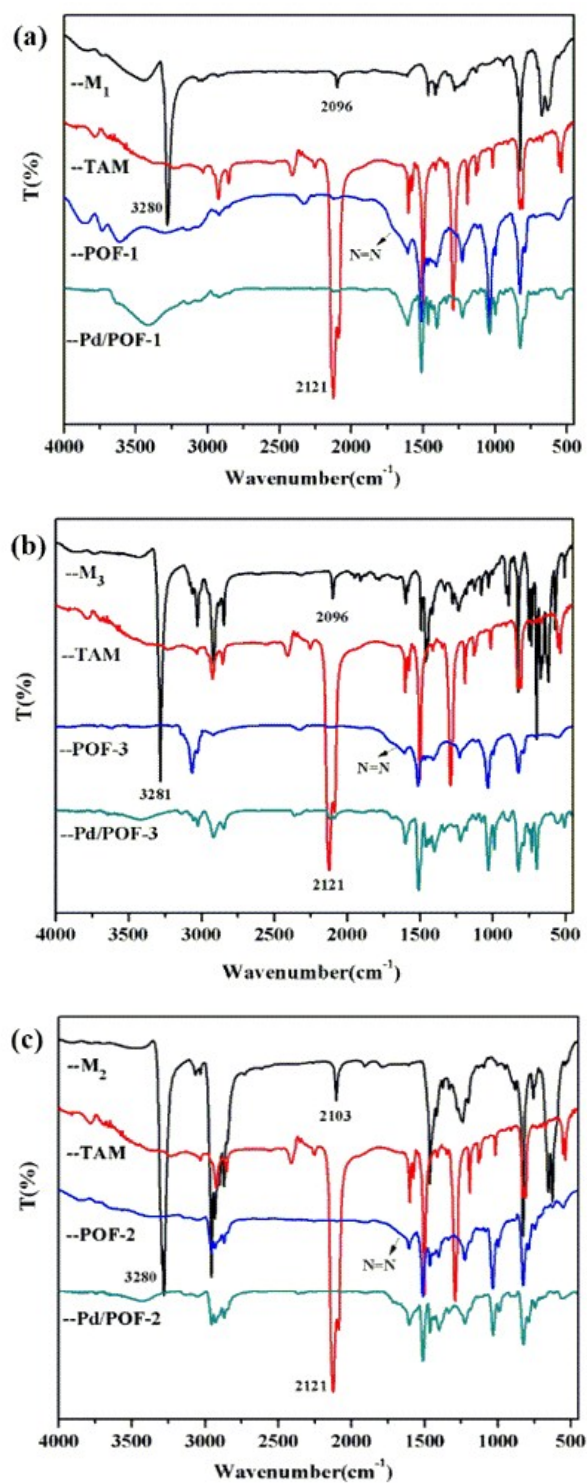 (a)
--M₁
2096
--TAM
3280
--POF-1
N=N
--Pd/POF-1
2121
T(%)
4000 3500 3000 2500 2000 1500 1000 500
Wavenumber(cm⁻¹)
(b)
--M₃
2096
--TAM
--POF-3
N=N
3281
--Pd/POF-3
2121
T(%)
4000 3500 3000 2500 2000 1500 1000 500
Wavenumber(cm⁻¹)
(c)
--M₂
2103
--TAM
--POF-2
N=N
3280
--Pd/POF-2
2121
T(%)
4000 3500 3000 2500 2000 1500 1000 500
Wavenumber(cm⁻¹)